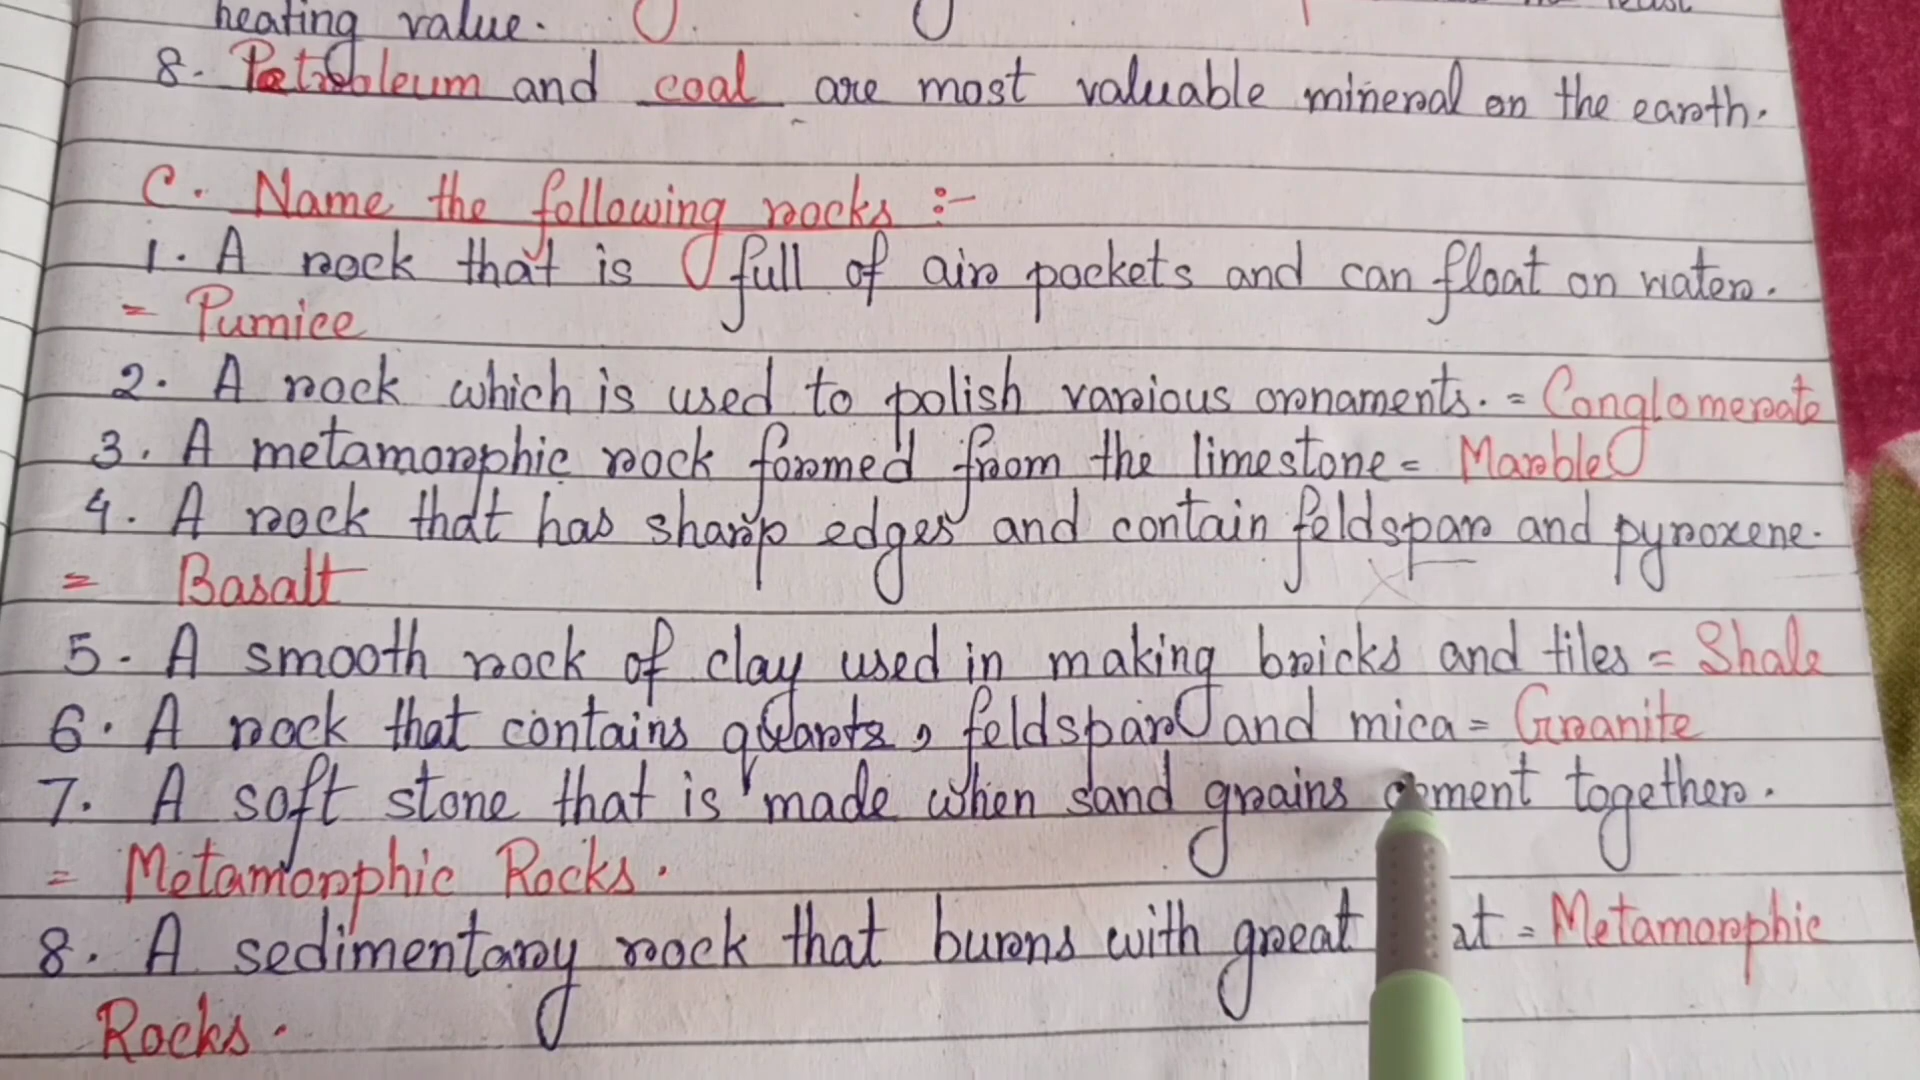 heating value.
8. Petroleum and coal are most valuable mineral on the earth.
C. Name the following rocks :-
1. A rock that is full of air pockets and can float on water.
= Pumice
2. A rock which is used to polish various ornaments. = Conglomerate
3. A metamorphic rock formed from the limestone = Marble
4. A rock that has sharp edges and contain feldspar and pyroxene.
= Basalt
5. A smooth rock of clay used in making bricks and tiles = Shale
6. A rock that contains quartz, feldspar and mica = Granite
7. A soft stone that is made when sand grains cement together.
= Metamorphic Rocks.
8. A sedimentary rock that burns with great = Metamorphic
Rocks.